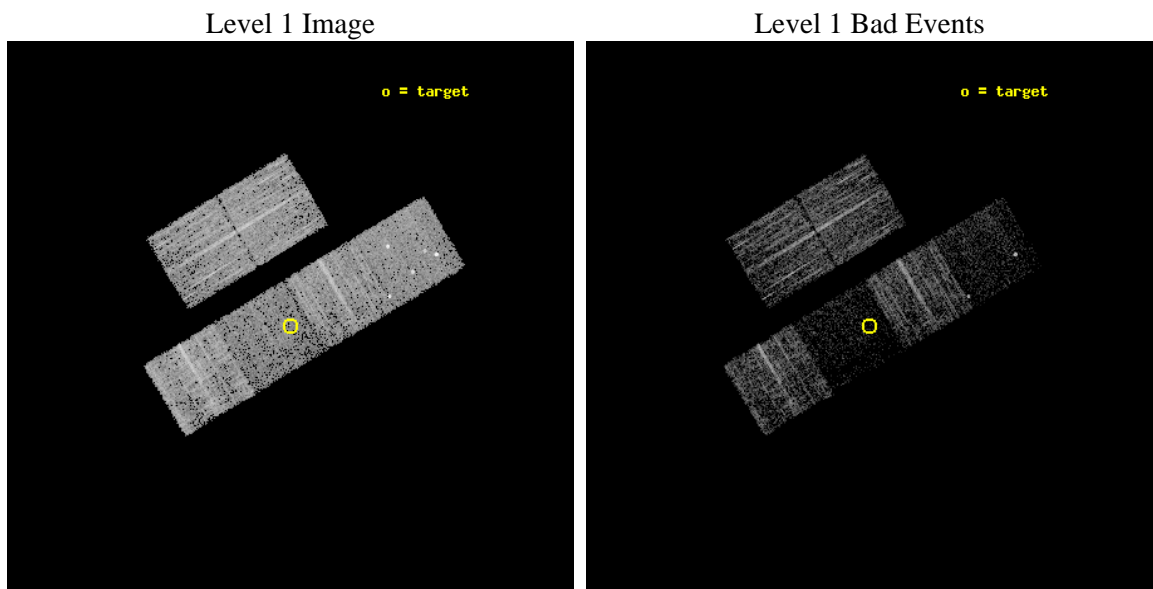 Level 1 Image
Level 1 Bad Events
o = target
o = target